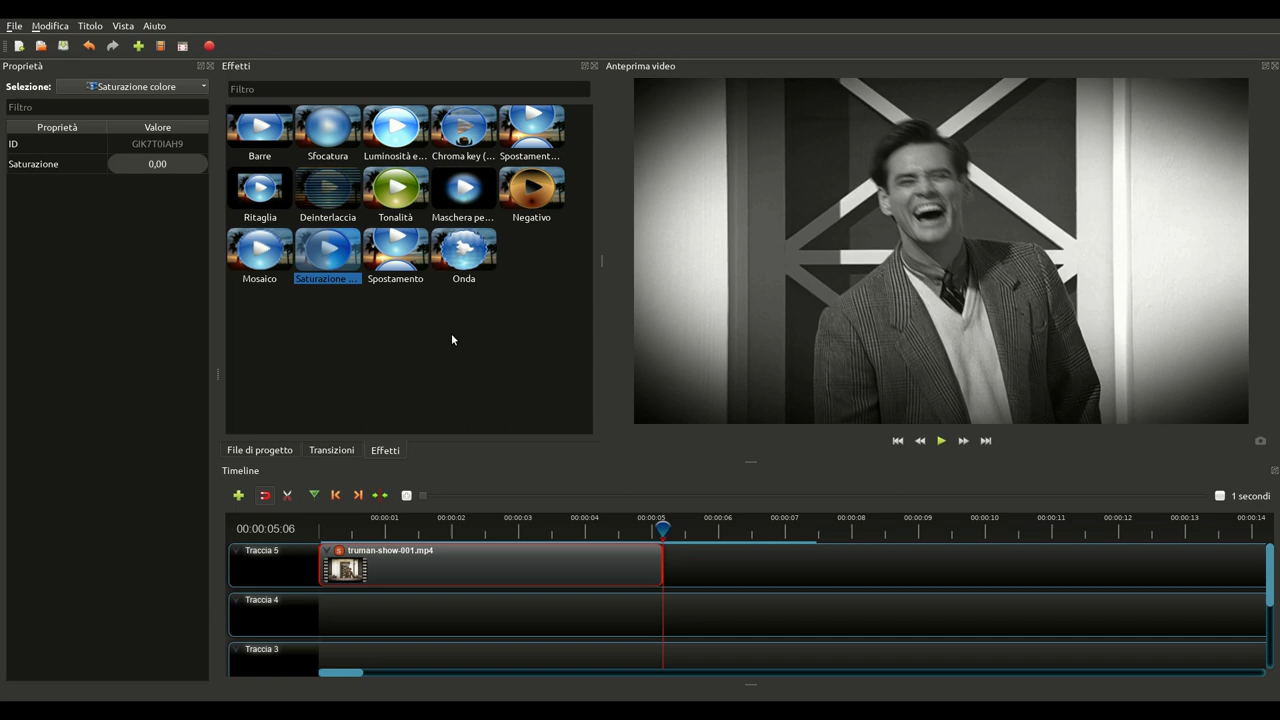 File Modifica Titolo Vista Aiuto
Proprietà
Effetti
Anteprima video
Selezione: Saturazione colore
Filtro
Filtro
Proprietà Valore
ID GIK7T0IAH9
Saturazione 0,00
Barre Sfocatura Luminosità e... Chroma key (... Spostament...
Ritaglia Deinterlaccia Tonalità Maschera pe... Negativo
Mosaico Saturazione ... Spostamento Onda
File di progetto Transizioni Effetti
Timeline
1 secondi
00:00:05:06
00:00:01 00:00:02 00:00:03 00:00:04 00:00:05 00:00:06 00:00:07 00:00:08 00:00:09 00:00:10 00:00:11 00:00:12 00:00:13 00:00:14
Traccia 5
S truman-show-001.mp4
Traccia 4
Traccia 3